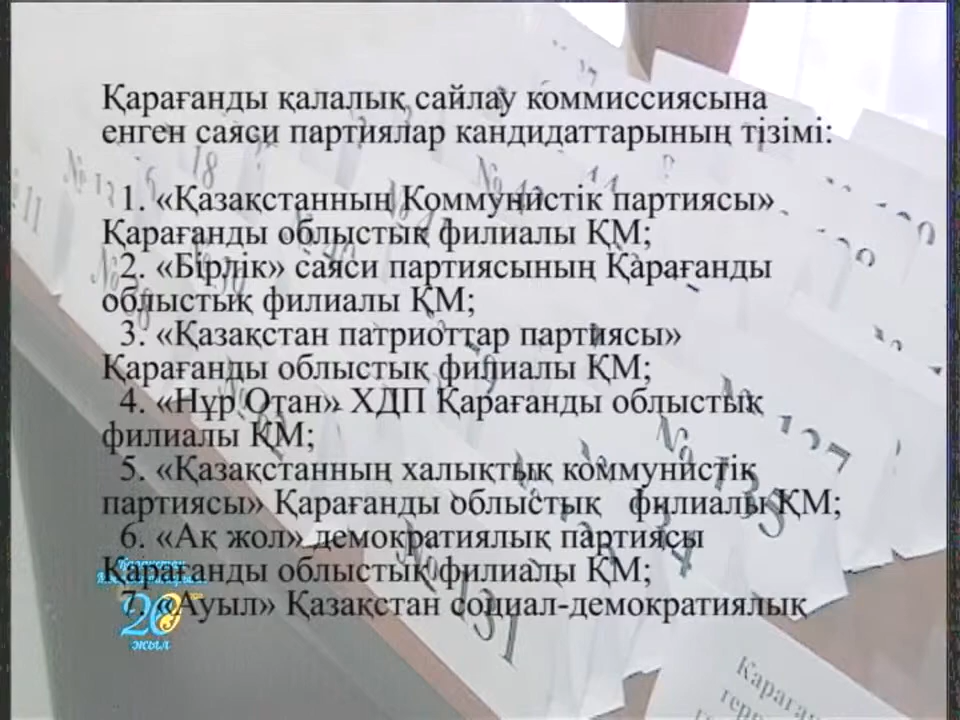 Қарағанды қалалық сайлау коммиссиясына
енген саяси партиялар кандидаттарының тізімі:
1. «Қазақстанның Коммунистік партиясы»
Қарағанды облыстық филиалы ҚМ;
2. «Бірлік» саяси партиясының Қарағанды
облыстық филиалы ҚМ;
3. «Қазақстан патриоттар партиясы»
Қарағанды облыстық филиалы ҚМ;
4. «Нұр Отан» ХДП Қарағанды облыстық
филиалы ҚМ;
5. «Қазақстанның халықтық коммунистік
партиясы» Қарағанды облыстық филиалы ҚМ;
6. «Ақ жол» демократиялық партиясы
Қарағанды облыстық филиалы ҚМ;
7. «Ауыл» Қазақстан социал-демократиялық
20
жыл
18
№ 135